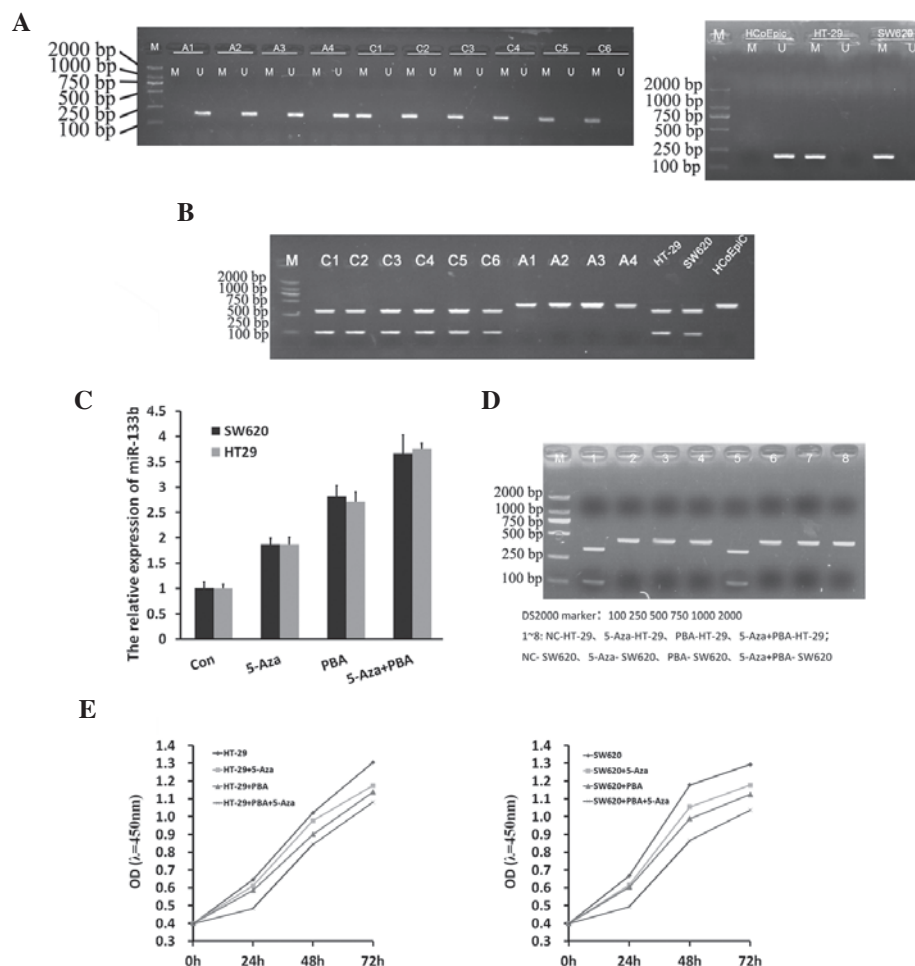 A
2000 bp
1000 bp
750 bp
500 bp
250 bp
100 bp
M A1 A2 A3 A4 C1 C2 C3 C4 C5 C6
M U M U M U M U M U M U M U M U M U M U
2000 bp
1000 bp
750 bp
500 bp
250 bp
100 bp
M HCoEpic HT-29 SW620
M U M U M U
B
M C1 C2 C3 C4 C5 C6 A1 A2 A3 A4 HT-29 SW620 HCoEpiC
2000 bp
1000 bp
750 bp
500 bp
250 bp
100 bp
C
The relative expression of miR-133b
4.5
4
3.5
3
2.5
2
1.5
1
0.5
0
SW620
HT29
Con 5-Aza PBA 5-Aza+PBA
D
M 1 2 3 4 5 6 7 8
2000 bp
1000 bp
750 bp
500 bp
250 bp
100 bp
DS2000 marker: 100 250 500 750 1000 2000
1~8: NC-HT-29、 5-Aza-HT-29、 PBA-HT-29、 5-Aza+PBA-HT-29；
NC- SW620、 5-Aza- SW620、 PBA- SW620、 5-Aza+PBA- SW620
E
OD (λ=450nm)
1.4
1.3
1.2
1.1
1.0
0.9
0.8
0.7
0.6
0.5
0.4
0.3
HT-29
HT-29+5-Aza
HT-29+PBA
HT-29+PBA+5-Aza
0h 24h 48h 72h
OD (λ=450nm)
1.4
1.3
1.2
1.1
1.0
0.9
0.8
0.7
0.6
0.5
0.4
0.3
SW620
SW620+5-Aza
SW620+PBA
SW620+PBA+5-Aza
0h 24h 48h 72h